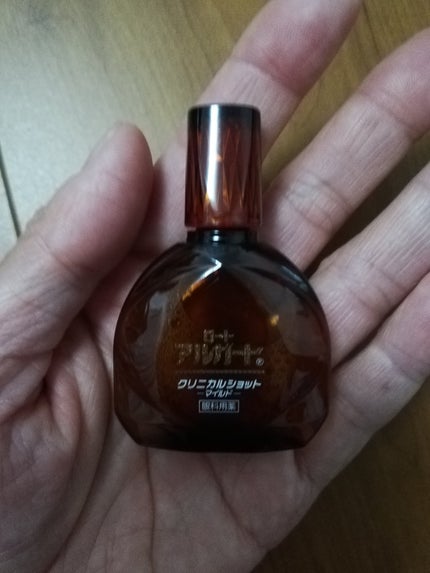 ロート
アルガード®
クリニカルショット
マイルド
眼科用薬